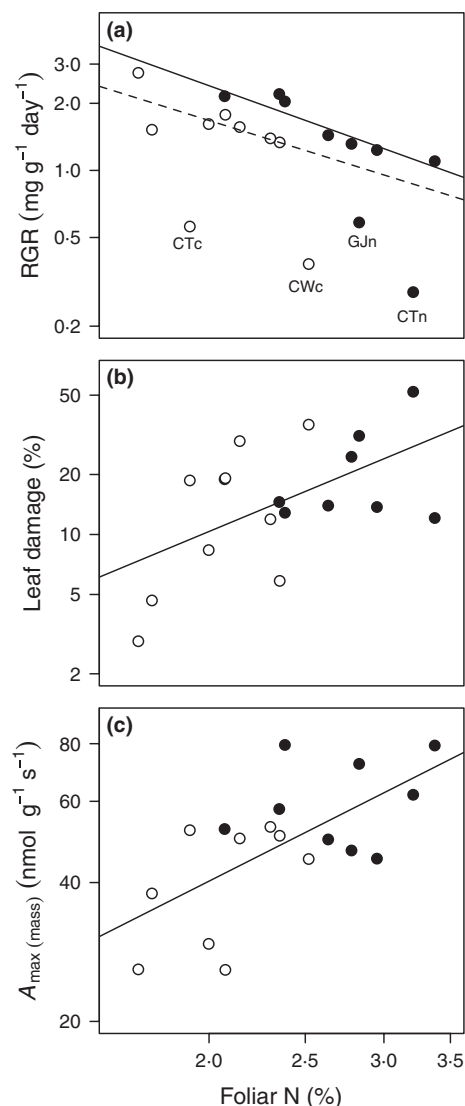 (a)
3·0
2·0
1·0
0·5
0·2
RGR (mg g⁻¹ day⁻¹)
CTc
GJn
CWc
CTn
(b)
50
20
10
5
2
Leaf damage (%)
(c)
80
60
40
20
Amax (mass) (nmol g⁻¹ s⁻¹)
2·0 2·5 3·0 3·5
Foliar N (%)